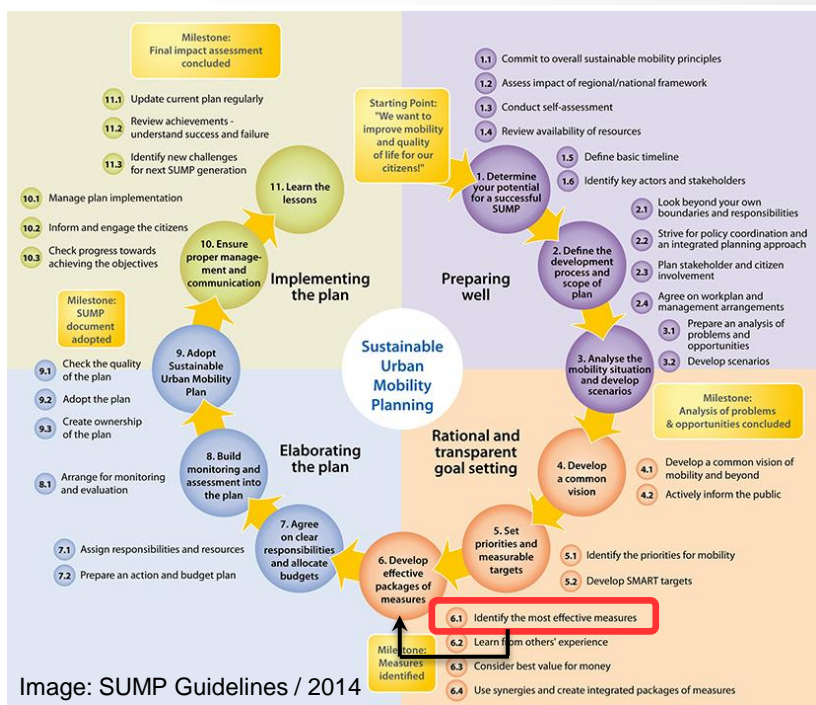 Milestone:
Final impact assessment
concluded
11.1 Update current plan regularly
11.2 Review achievements -
understand success and failure
11.3 Identify new challenges
for next SUMP generation
10.1 Manage plan implementation
10.2 Inform and engage the citizens
10.3 Check progress towards
achieving the objectives
11. Learn the
lessons
10. Ensure
proper manage-
ment and
communication
Implementing
the plan
Starting Point:
"We want to
improve mobility
and quality
of life for our
citizens!"
1.1 Commit to overall sustainable mobility principles
1.2 Assess impact of regional/national framework
1.3 Conduct self-assessment
1.4 Review availability of resources
1.5 Define basic timeline
1.6 Identify key actors and stakeholders
1. Determine
your potential
for a successful
SUMP
2.1 Look beyond your own
boundaries and responsibilities
2.2 Strive for policy coordination and
an integrated planning approach
2.3 Plan stakeholder and citizen
involvement
2.4 Agree on workplan and
management arrangements
2. Define the
development
process and
scope of
plan
Preparing
well
3.1 Prepare an analysis of
problems and
opportunities
3.2 Develop scenarios
3. Analyse the
mobility situation
and develop
scenarios
Milestone:
Analysis of problems
& opportunities concluded
Sustainable
Urban
Mobility
Planning
Milestone:
SUMP
document
adopted
9. Adopt
Sustainable
Urban Mobility
Plan
9.1 Check the quality
of the plan
9.2 Adopt the plan
9.3 Create ownership
of the plan
Elaborating
the plan
8. Build
monitoring and
assessment into
the plan
8.1 Arrange for monitoring
and evaluation
7. Agree
on clear
responsibilities
and allocate
budgets
7.1 Assign responsibilities and resources
7.2 Prepare an action and budget plan
Rational and
transparent
goal setting
4. Develop
a common
vision
4.1 Develop a common vision of
mobility and beyond
4.2 Actively inform the public
5. Set
priorities and
measurable
targets
5.1 Identify the priorities for mobility
5.2 Develop SMART targets
6. Develop
effective
packages of
measures
6.1 Identify the most effective measures
6.2 Learn from others' experience
6.3 Consider best value for money
6.4 Use synergies and create integrated packages of measures
Milestone:
Measures
identified
Image: SUMP Guidelines / 2014